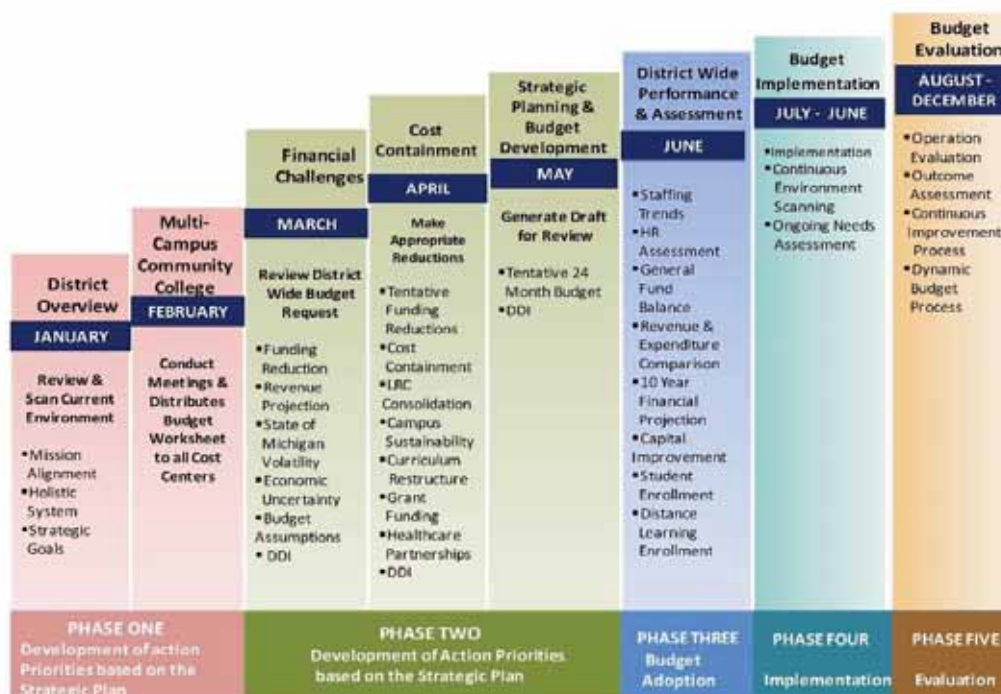 District
Overview
JANUARY
Review &
Scan Current
Environment
▪Mission
Alignment
▪Holistic
System
▪Strategic
Goals
Multi-
Campus
Community
College
FEBRUARY
Conduct
Meetings &
Distributes
Budget
Worksheet
to all Cost
Centers
Financial
Challenges
MARCH
Review District
Wide Budget
Request
▪Funding
Reduction
▪Revenue
Projection
▪State of
Michigan
Volatility
▪Economic
Uncertainty
▪Budget
Assumptions
▪ DDI
Cost
Containment
APRIL
Make
Appropriate
Reductions
▪Tentative
Funding
Reductions
▪Cost
Containment
▪LRC
Consolidation
▪Campus
Sustainability
▪Curriculum
Restructure
▪Grant
Funding
▪Healthcare
Partnerships
▪DDI
Strategic
Planning &
Budget
Development
MAY
Generate Draft
for Review
▪Tentative 24
Month Budget
▪DDI
District Wide
Performance
& Assessment
JUNE
▪Staffing
Trends
▪HR
Assessment
▪General
Fund
Balance
▪Revenue &
Expenditure
Comparison
▪10 Year
Financial
Projection
▪Capital
Improvement
▪Student
Enrollment
▪Distance
Learning
Enrollment
Budget
Implementation
JULY - JUNE
▪Implementation
▪Continuous
Environment
Scanning
▪Ongoing Needs
Assessment
Budget
Evaluation
AUGUST -
DECEMBER
▪Operation
Evaluation
▪Outcome
Assessment
▪Continuous
Improvement
Process
▪Dynamic
Budget
Process
PHASE ONE
Development of action
Priorities based on the
Strategic Plan
PHASE TWO
Development of Action Priorities
based on the Strategic Plan
PHASE THREE
Budget
Adoption
PHASE FOUR
Implementation
PHASE FIVE
Evaluation